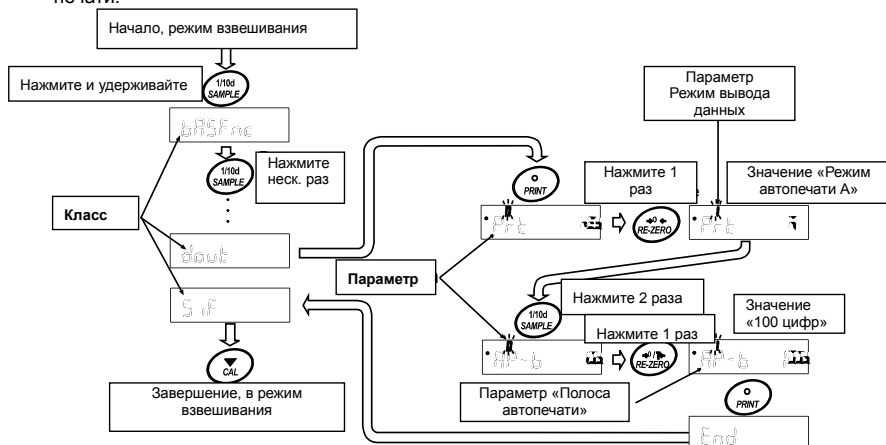 печати.
Начало, режим взвешивания
Нажмите и удерживайте
1/10d
SAMPLE
bASFnc
1/10d
SAMPLE
Нажмите
неск. раз
Класс
dout
S iF
CAL
Завершение, в режим
взвешивания
PRINT
Нажмите 1
раз
Параметр
Режим вывода
данных
Значение «Режим
автопечати А»
Prt
RE-ZERO
Prt
Параметр
1/10d
SAMPLE
Нажмите 2 раза
Нажмите 1 раз
Значение
«100 цифр»
AP-b
RE-ZERO
AP-b
Параметр «Полоса
автопечати»
PRINT
End